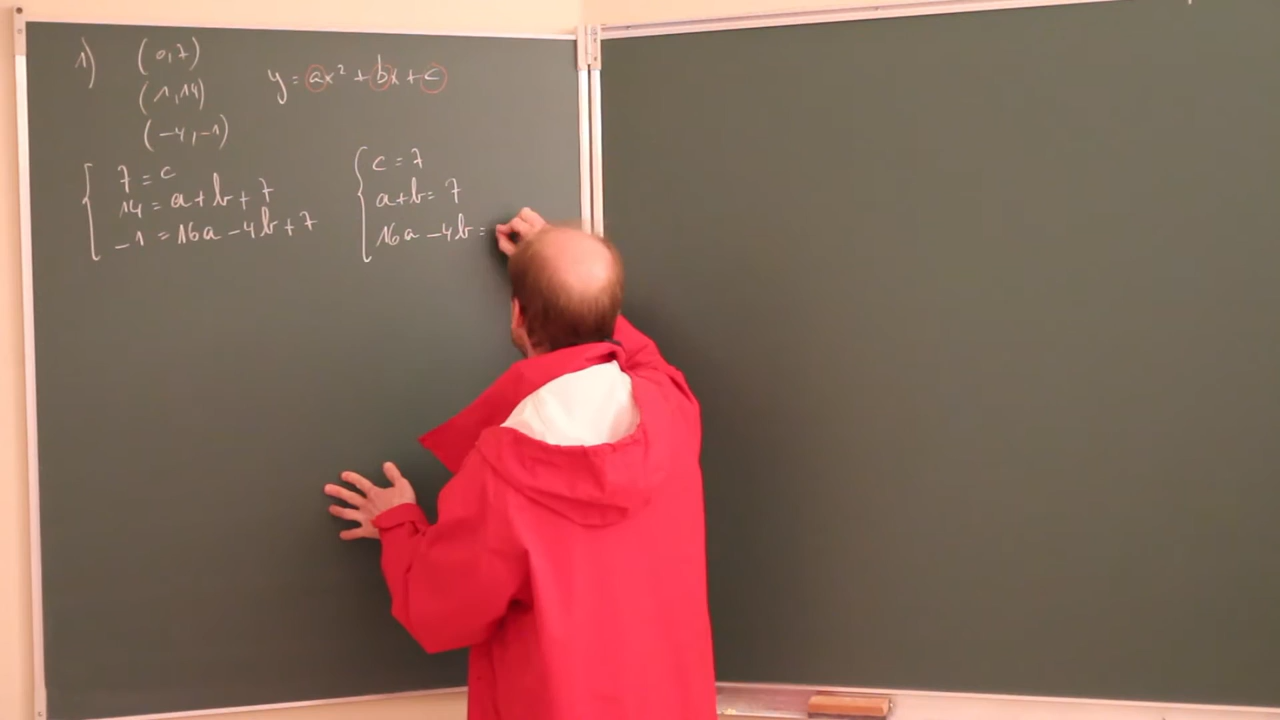 1) (0,7)
(1,14)
(-4,-1)
y = ax² + bx + c
7 = c
14 = a + b + 7
-1 = 16a - 4b + 7
c = 7
a + b = 7
16a - 4b =